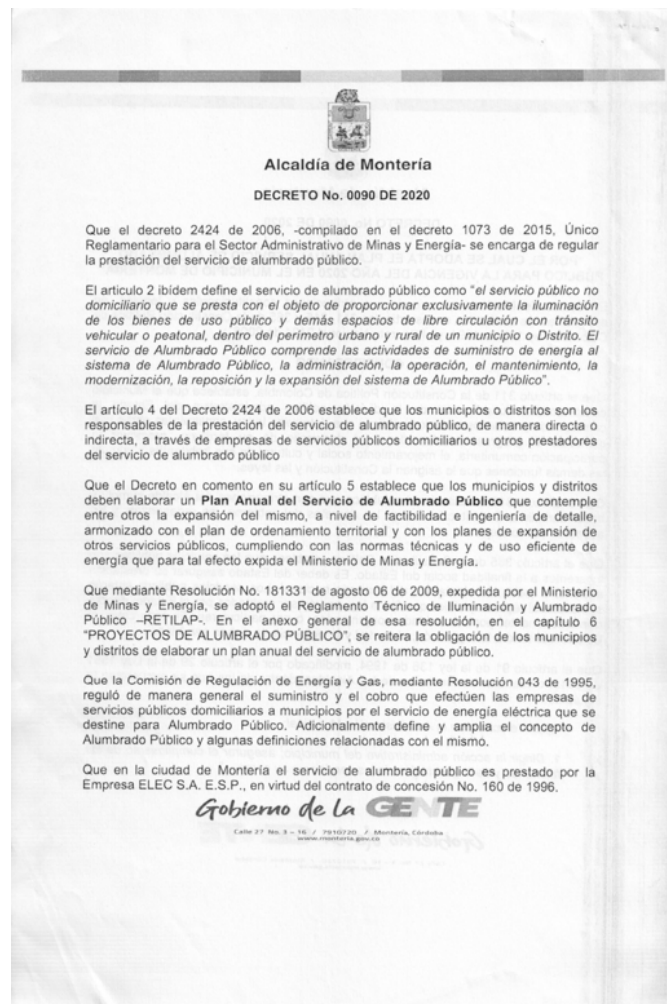 Alcaldía de Montería
DECRETO No. 0090 DE 2020
Que el decreto 2424 de 2006, -compilado en el decreto 1073 de 2015, Único
Reglamentario para el Sector Administrativo de Minas y Energía- se encarga de regular
la prestación del servicio de alumbrado público.
El articulo 2 ibídem define el servicio de alumbrado público como "el servicio público no
domiciliario que se presta con el objeto de proporcionar exclusivamente la iluminación
de los bienes de uso público y demás espacios de libre circulación con tránsito
vehicular o peatonal, dentro del perímetro urbano y rural de un municipio o Distrito. El
servicio de Alumbrado Público comprende las actividades de suministro de energía al
sistema de Alumbrado Público, la administración, la operación, el mantenimiento, la
modernización, la reposición y la expansión del sistema de Alumbrado Público".
El artículo 4 del Decreto 2424 de 2006 establece que los municipios o distritos son los
responsables de la prestación del servicio de alumbrado público, de manera directa o
indirecta, a través de empresas de servicios públicos domiciliarios u otros prestadores
del servicio de alumbrado público
Que el Decreto en comento en su artículo 5 establece que los municipios y distritos
deben elaborar un Plan Anual del Servicio de Alumbrado Público que contemple
entre otros la expansión del mismo, a nivel de factibilidad e ingeniería de detalle,
armonizado con el plan de ordenamiento territorial y con los planes de expansión de
otros servicios públicos, cumpliendo con las normas técnicas y de uso eficiente de
energía que para tal efecto expida el Ministerio de Minas y Energía.
Que mediante Resolución No. 181331 de agosto 06 de 2009, expedida por el Ministerio
de Minas y Energía, se adoptó el Reglamento Técnico de Iluminación y Alumbrado
Público –RETILAP-. En el anexo general de esa resolución, en el capítulo 6
"PROYECTOS DE ALUMBRADO PÚBLICO", se reitera la obligación de los municipios
y distritos de elaborar un plan anual del servicio de alumbrado público.
Que la Comisión de Regulación de Energía y Gas, mediante Resolución 043 de 1995,
reguló de manera general el suministro y el cobro que efectúen las empresas de
servicios públicos domiciliarios a municipios por el servicio de energía eléctrica que se
destine para Alumbrado Público. Adicionalmente define y amplia el concepto de
Alumbrado Público y algunas definiciones relacionadas con el mismo.
Que en la ciudad de Montería el servicio de alumbrado público es prestado por la
Empresa ELEC S.A. E.S.P., en virtud del contrato de concesión No. 160 de 1996.
Gobierno de la GENTE
Calle 27 No. 3 – 16 / 7910720 / Montería, Córdoba
www.monteria.gov.co